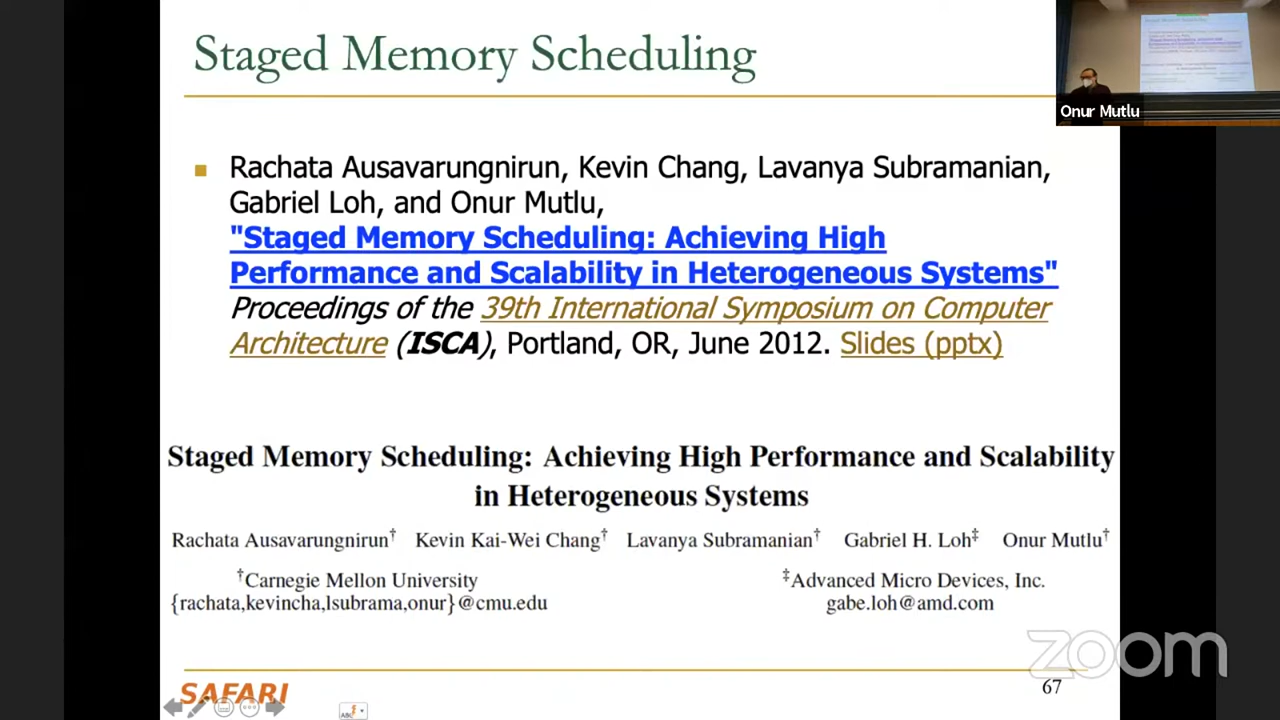 Staged Memory Scheduling
Onur Mutlu
Rachata Ausavarungnirun, Kevin Chang, Lavanya Subramanian,
Gabriel Loh, and Onur Mutlu,
"Staged Memory Scheduling: Achieving High
Performance and Scalability in Heterogeneous Systems"
Proceedings of the 39th International Symposium on Computer
Architecture (ISCA), Portland, OR, June 2012. Slides (pptx)
Staged Memory Scheduling: Achieving High Performance and Scalability
in Heterogeneous Systems
Rachata Ausavarungnirun† Kevin Kai-Wei Chang† Lavanya Subramanian† Gabriel H. Loh‡ Onur Mutlu†
†Carnegie Mellon University ‡Advanced Micro Devices, Inc.
{rachata,kevincha,lsubrama,onur}@cmu.edu gabe.loh@amd.com
zoom
SAFARI 67